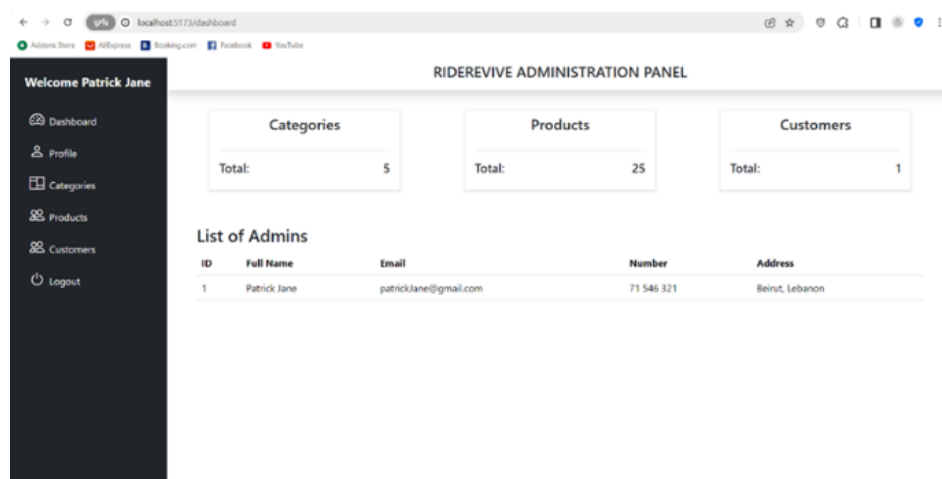 VPN localhost:5173/dashboard
Addons Store AliExpress Booking.com Facebook YouTube
Welcome Patrick Jane
Dashboard
Profile
Categories
Products
Customers
Logout
RIDEREVIVE ADMINISTRATION PANEL
Categories
Total: 5
Products
Total: 25
Customers
Total: 1
List of Admins
ID Full Name Email Number Address
1 Patrick Jane patrickJane@gmail.com 71 546 321 Beirut, Lebanon